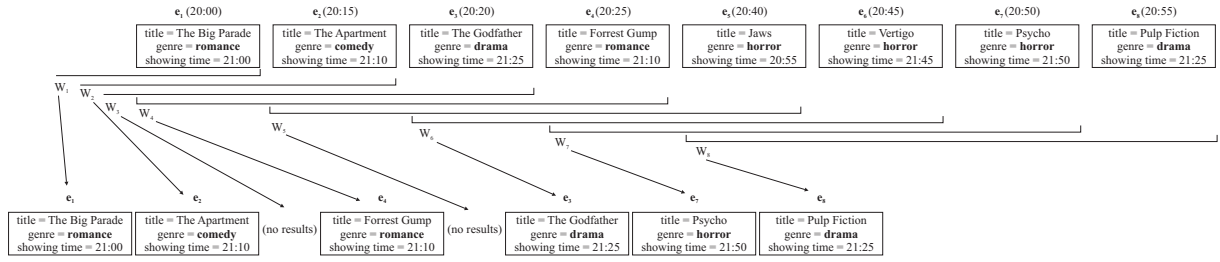 e₁ (20:00) e₂ (20:15) e₃ (20:20) e₄ (20:25) e₅ (20:40) e₆ (20:45) e₇ (20:50) e₈ (20:55)
title = The Big Parade title = The Apartment title = The Godfather title = Forrest Gump title = Jaws title = Vertigo title = Psycho title = Pulp Fiction
genre = romance genre = comedy genre = drama genre = romance genre = horror genre = horror genre = horror genre = drama
showing time = 21:00 showing time = 21:10 showing time = 21:25 showing time = 21:10 showing time = 20:55 showing time = 21:45 showing time = 21:50 showing time = 21:25
W₁ W₂ W₃ W₄ W₅ W₆ W₇ W₈
e₁ e₂ e₄ e₃ e₇ e₈
title = The Big Parade title = The Apartment title = Forrest Gump title = The Godfather title = Psycho title = Pulp Fiction
genre = romance genre = comedy (no results) genre = romance (no results) genre = drama genre = horror genre = drama
showing time = 21:00 showing time = 21:10 showing time = 21:10 showing time = 21:25 showing time = 21:50 showing time = 21:25